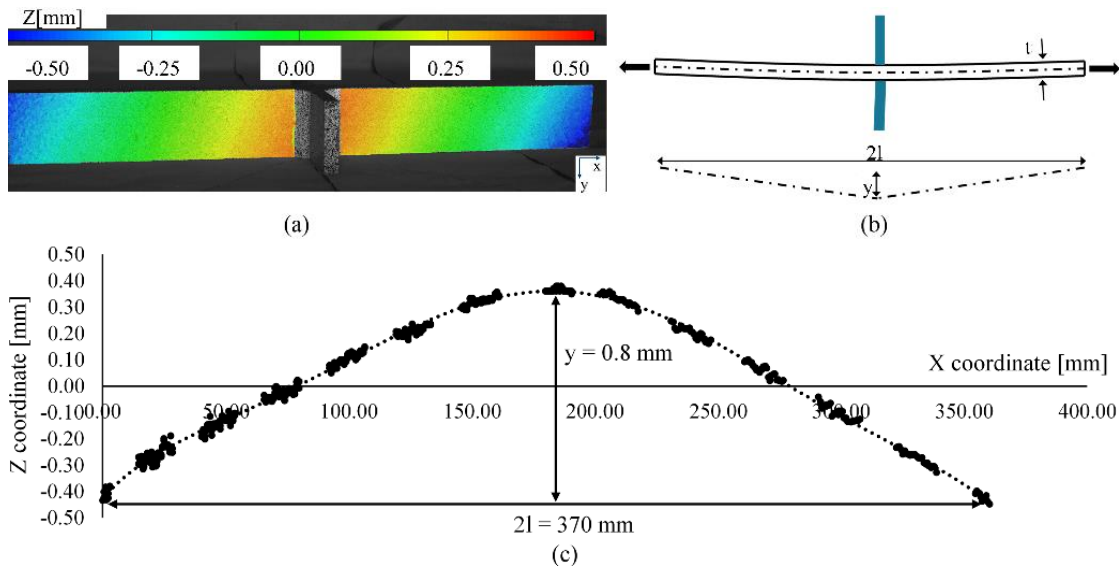 Z[mm]
-0.50 -0.25 0.00 0.25 0.50
x
y
(a)
t
2l
y
(b)
0.50
0.40
0.30
0.20
0.10
0.00
-0.10
-0.20
-0.30
-0.40
-0.50
Z coordinate [mm]
0.00 50.00 100.00 150.00 200.00 250.00 300.00 350.00 400.00
X coordinate [mm]
y = 0.8 mm
2l = 370 mm
(c)